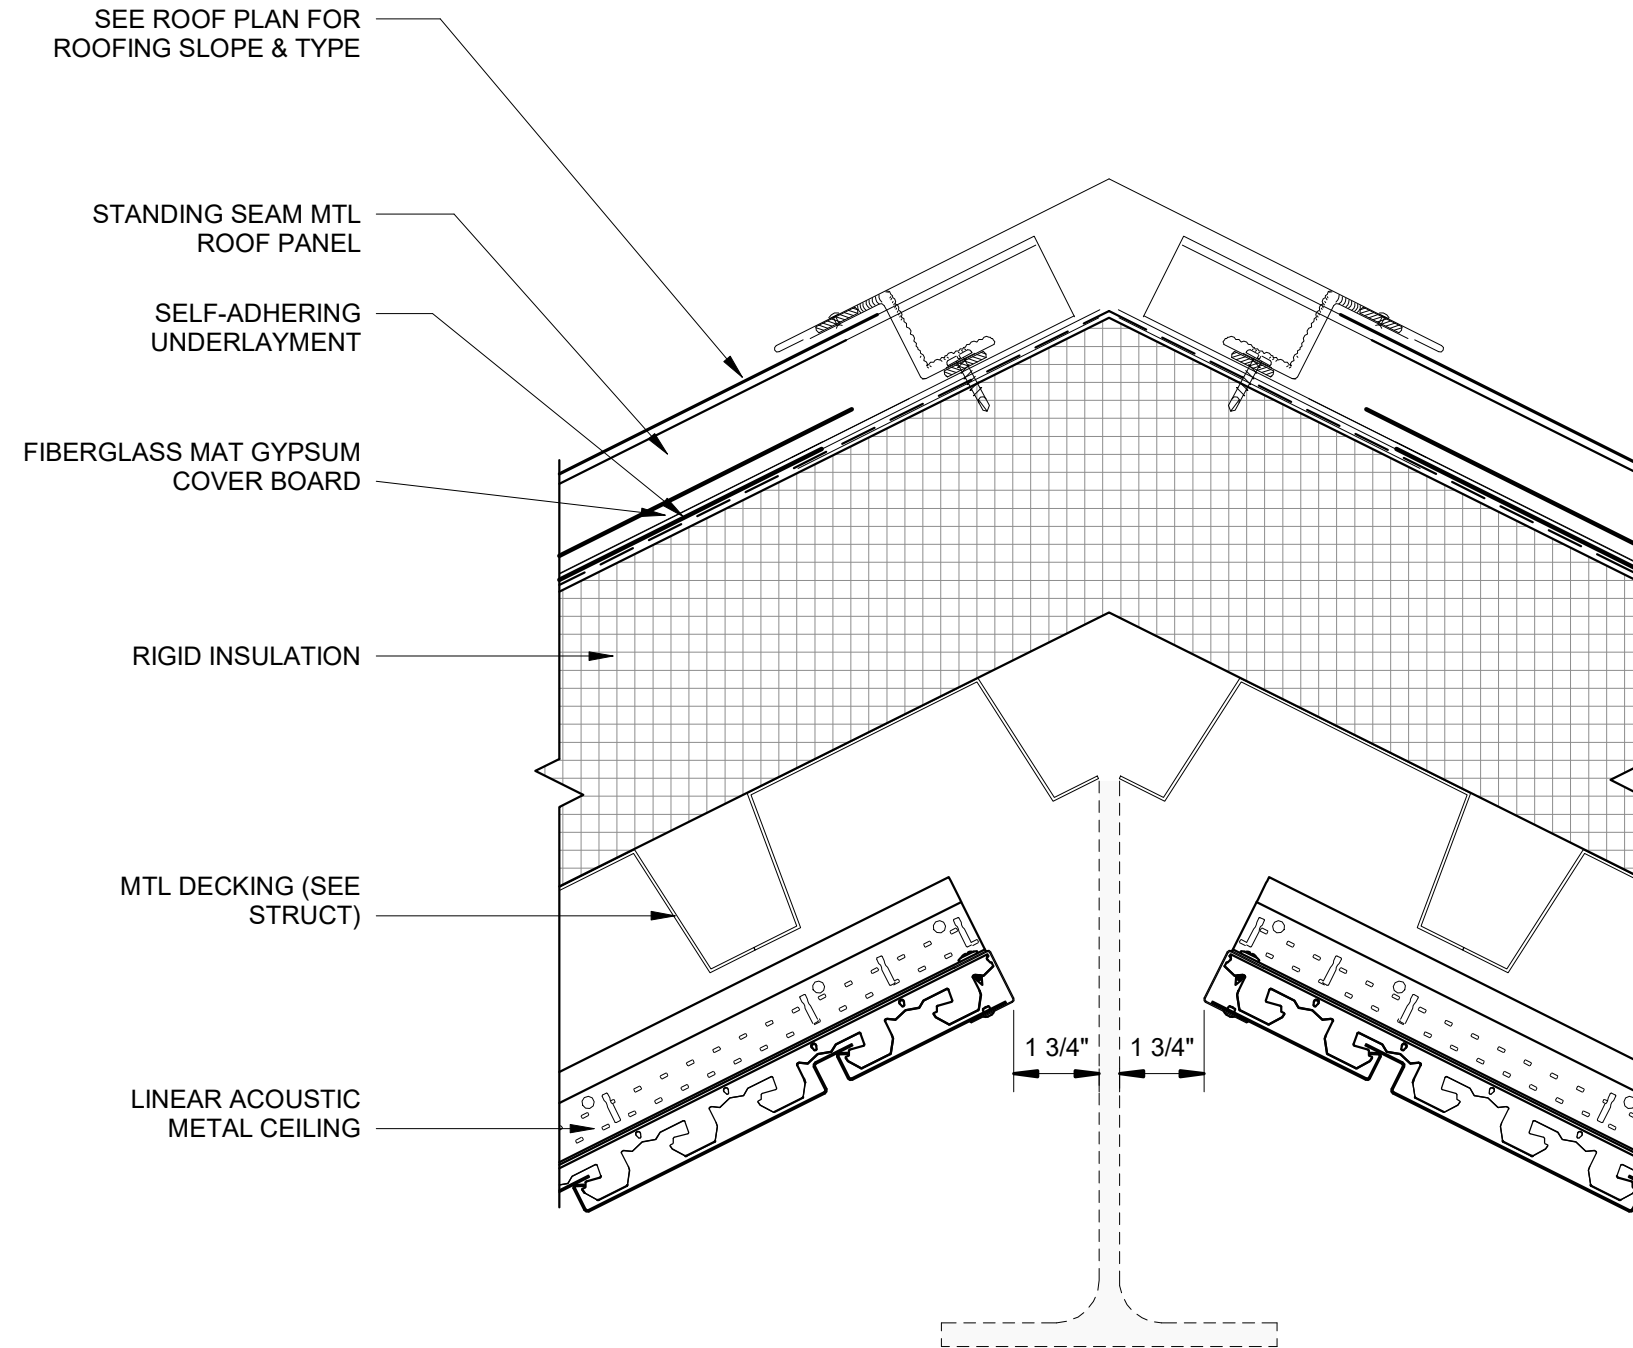 SEE ROOF PLAN FOR
ROOFING SLOPE & TYPE
STANDING SEAM MTL
ROOF PANEL
SELF-ADHERING
UNDERLAYMENT
FIBERGLASS MAT GYPSUM
COVER BOARD
RIGID INSULATION
MTL DECKING (SEE
STRUCT)
1 3/4" 1 3/4"
LINEAR ACOUSTIC
METAL CEILING